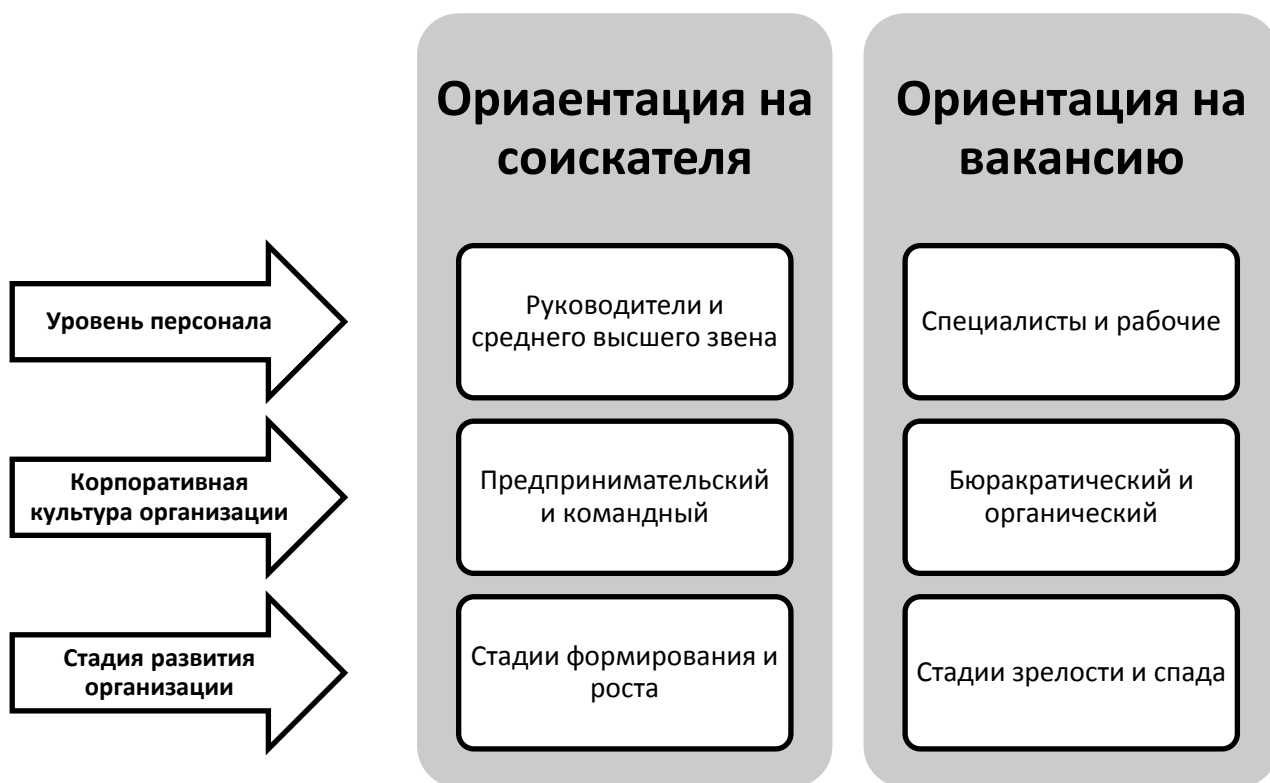 Ориаентация на
соискателя
Ориентация на
вакансию
Уровень персонала
Руководители и
среднего высшего звена
Специалисты и рабочие
Корпоративная
культура организации
Предпринимательский
и командный
Бюракратический и
органический
Стадия развития
организации
Стадии формирования и
роста
Стадии зрелости и спада